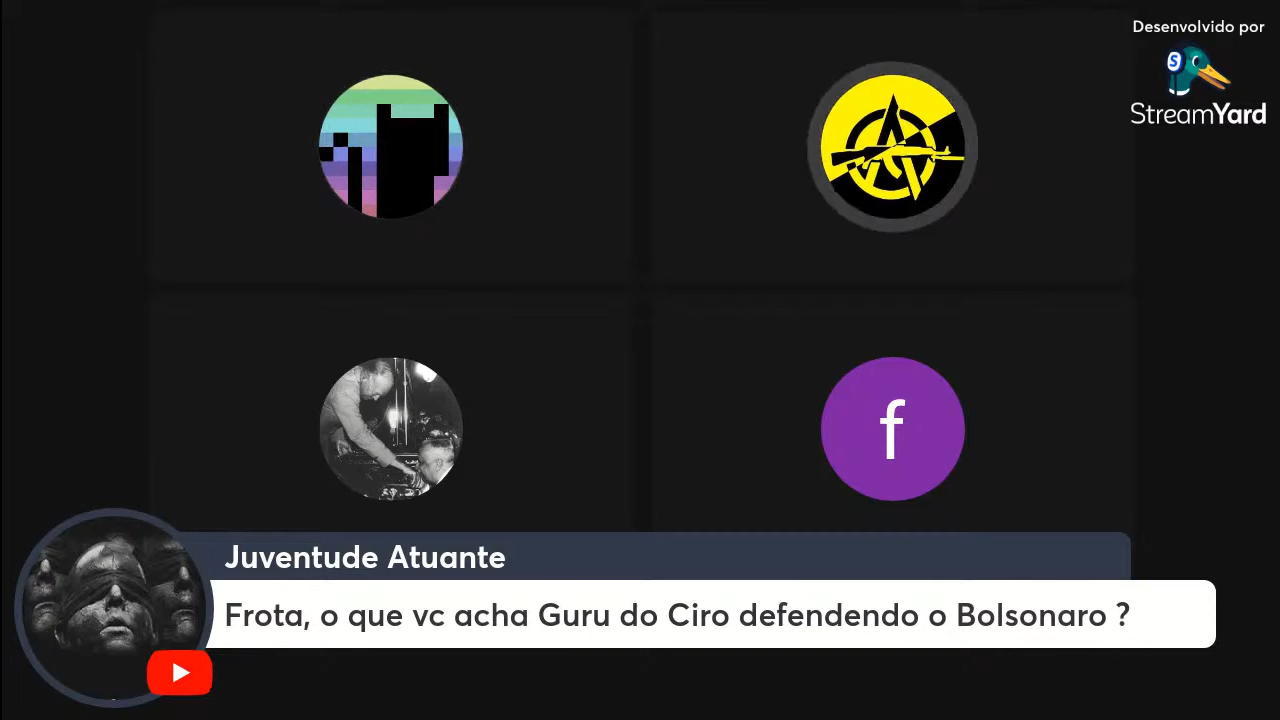 Desenvolvido por
S
StreamYard
f
Juventude Atuante
Frota, o que vc acha Guru do Ciro defendendo o Bolsonaro ?